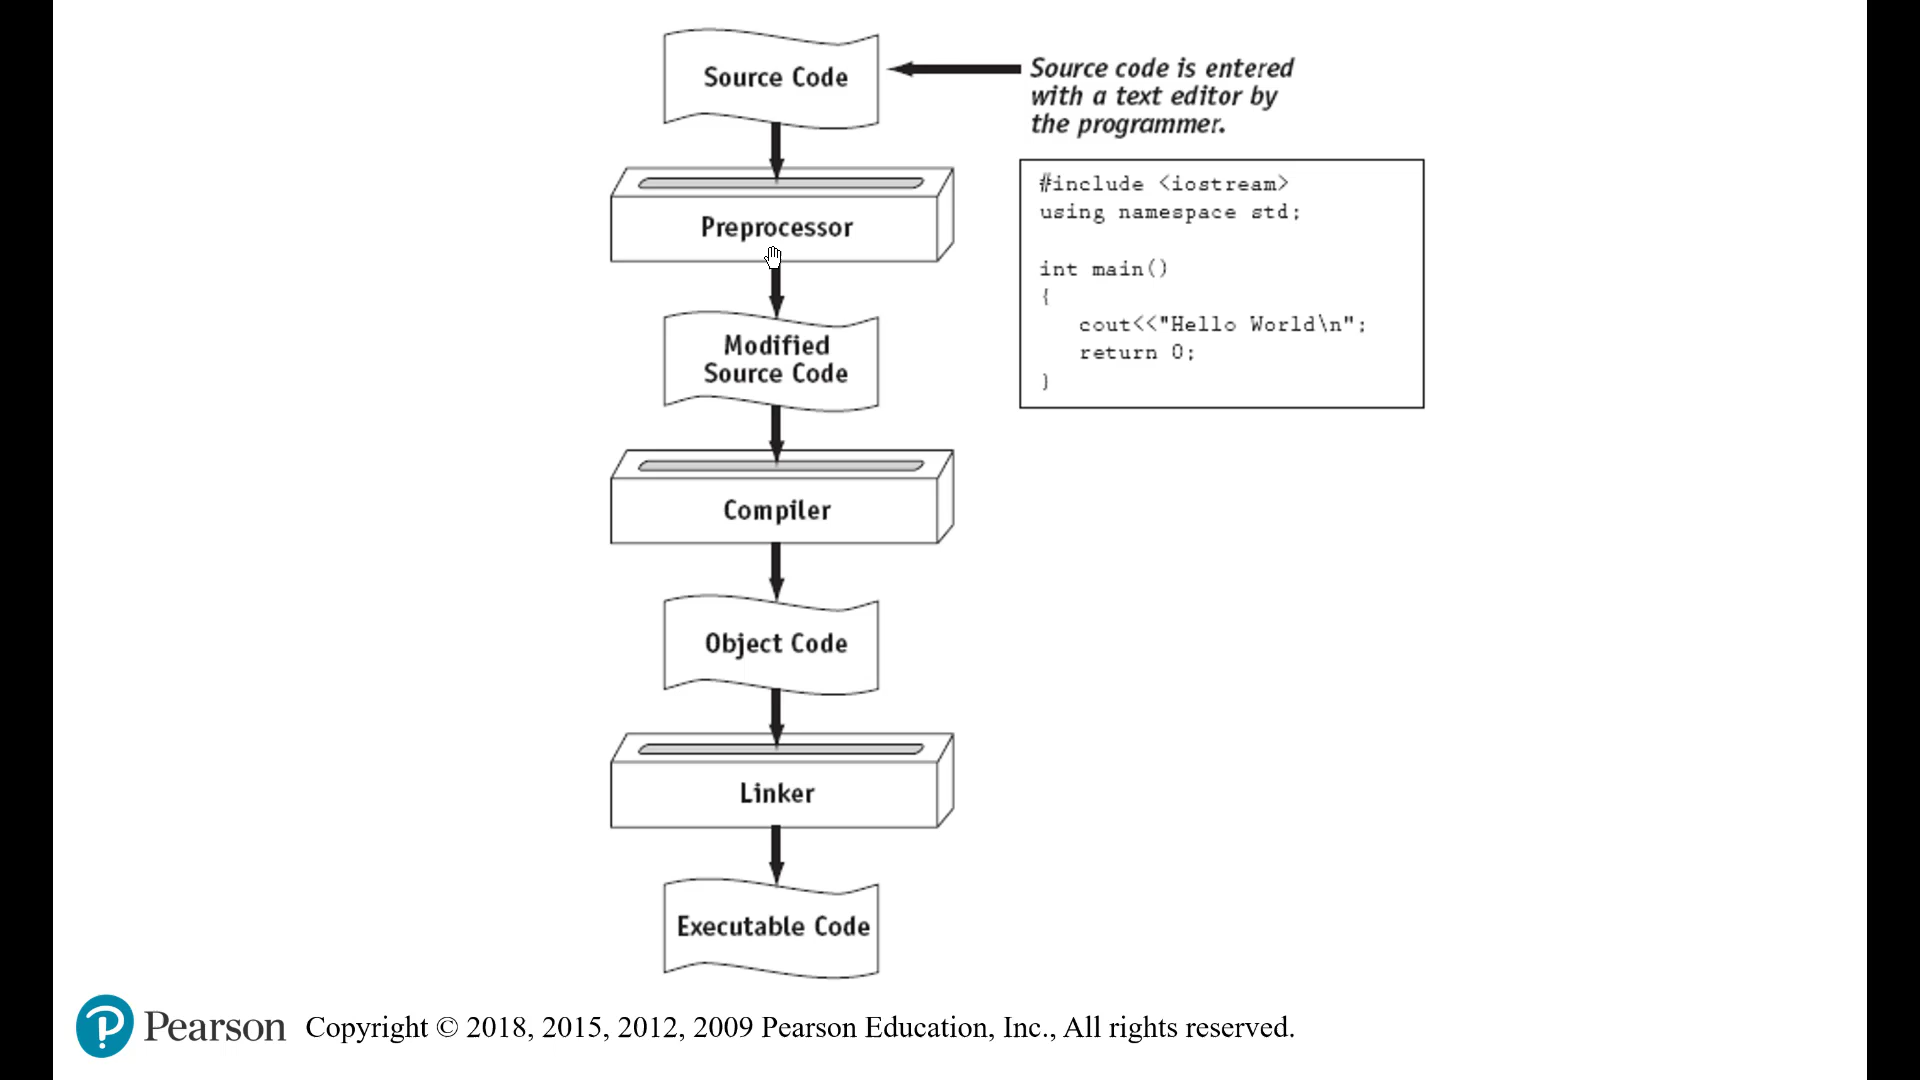 Source Code
Source code is entered
with a text editor by
the programmer.
Preprocessor
#include <iostream>
using namespace std;
int main()
{
cout<<"Hello World\n";
return 0;
}
Modified
Source Code
Compiler
Object Code
Linker
Executable Code
Pearson Copyright © 2018, 2015, 2012, 2009 Pearson Education, Inc., All rights reserved.